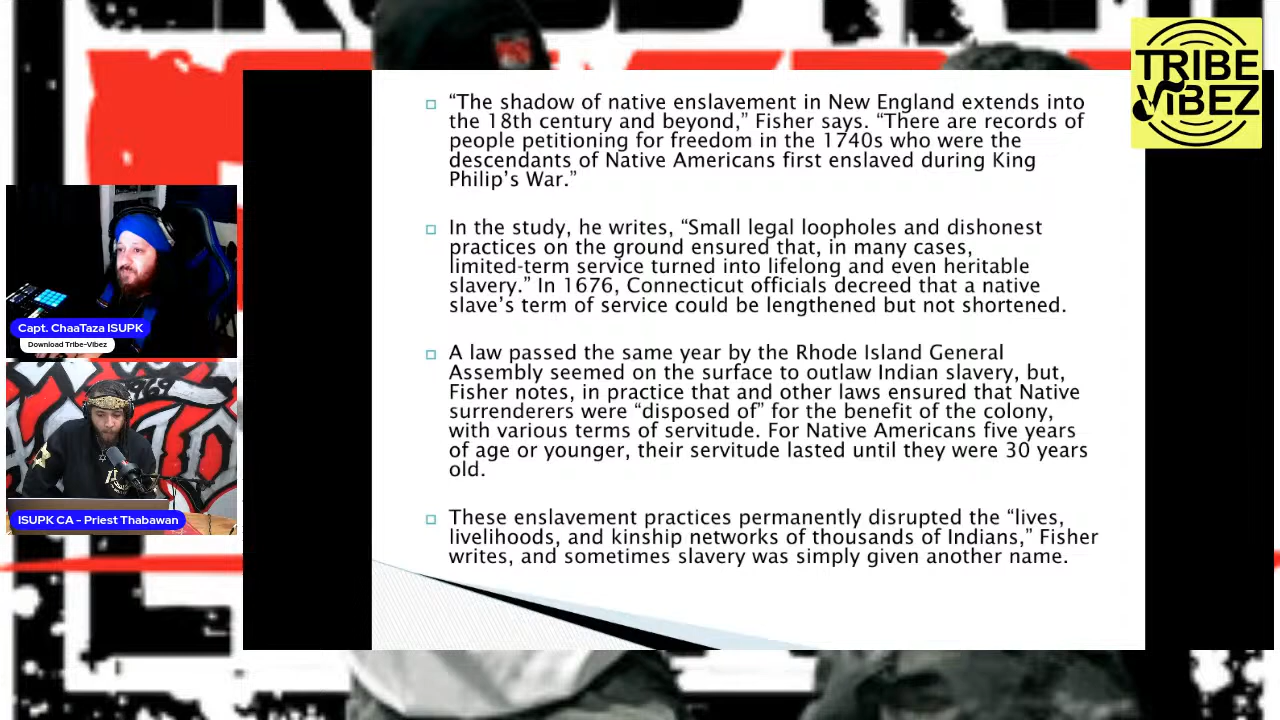 “The shadow of native enslavement in New England extends into
the 18th century and beyond,” Fisher says. “There are records of
people petitioning for freedom in the 1740s who were the
descendants of Native Americans first enslaved during King
Philip’s War.”
In the study, he writes, “Small legal loopholes and dishonest
practices on the ground ensured that, in many cases,
limited-term service turned into lifelong and even heritable
slavery.” In 1676, Connecticut officials decreed that a native
slave’s term of service could be lengthened but not shortened.
A law passed the same year by the Rhode Island General
Assembly seemed on the surface to outlaw Indian slavery, but,
Fisher notes, in practice that and other laws ensured that Native
surrenderers were “disposed of” for the benefit of the colony,
with various terms of servitude. For Native Americans five years
of age or younger, their servitude lasted until they were 30 years
old.
These enslavement practices permanently disrupted the “lives,
livelihoods, and kinship networks of thousands of Indians,” Fisher
writes, and sometimes slavery was simply given another name.
TRIBE
VIBEZ
Capt. ChaaTaza ISUPK
Download Tribe-Vibez
ISUPK CA - Priest Thabawan